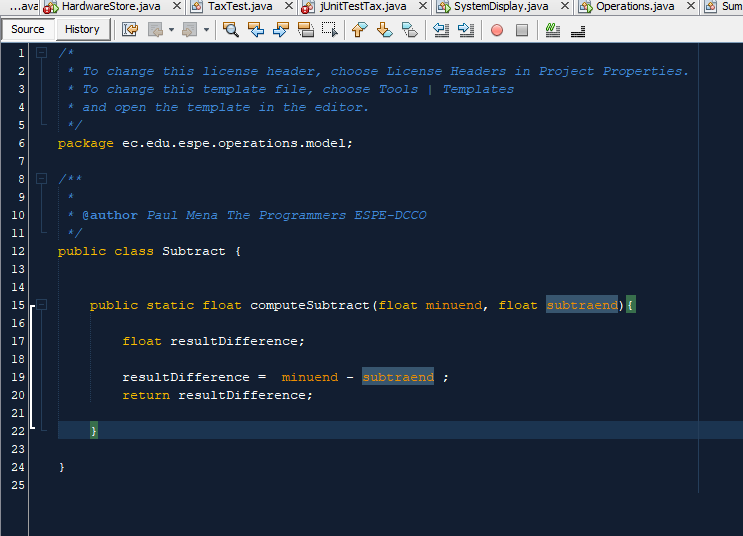 ...ava
HardwareStore.java
TaxTest.java
jUnitTestTax.java
SystemDisplay.java
Operations.java
Sum
Source
History
1 /*
2 * To change this license header, choose License Headers in Project Properties.
3 * To change this template file, choose Tools | Templates
4 * and open the template in the editor.
5 */
6 package ec.edu.espe.operations.model;
7
8 /**
9 *
10 * @author Paul Mena The Programmers ESPE-DCCO
11 */
12 public class Subtract {
13
14
15 public static float computeSubtract(float minuend, float subtraend){
16
17 float resultDifference;
18
19 resultDifference =  minuend - subtraend ;
20 return resultDifference;
21
22 }
23
24 }
25